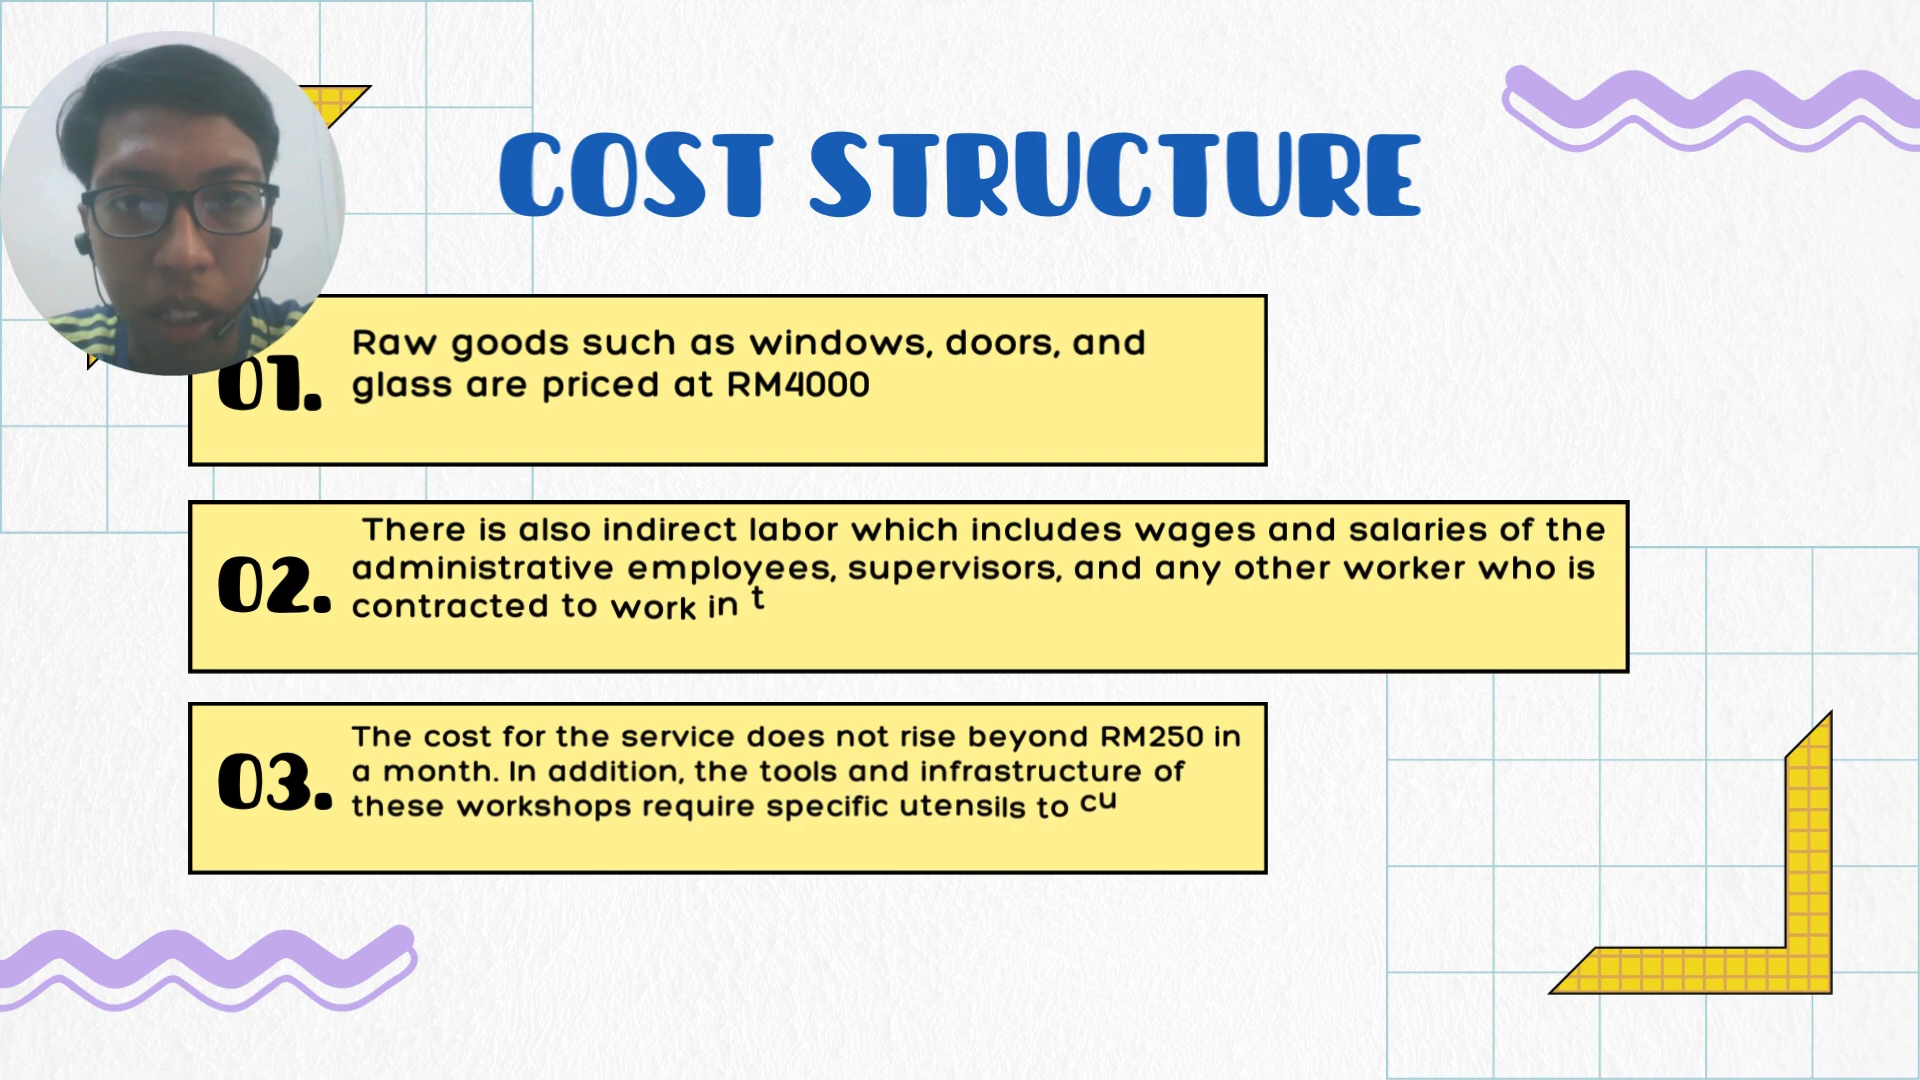 COST STRUCTURE
01.
Raw goods such as windows, doors, and
glass are priced at RM4000
02.
There is also indirect labor which includes wages and salaries of the
administrative employees, supervisors, and any other worker who is
contracted to work in t
03.
The cost for the service does not rise beyond RM250 in
a month. In addition, the tools and infrastructure of
these workshops require specific utensils to cu